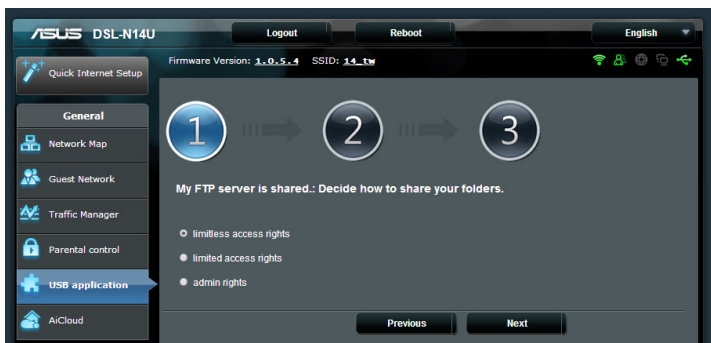 ASUS DSL-N14U
Logout
Reboot
English
Quick Internet Setup
Firmware Version: 1.0.5.4 SSID: 14_tw
General
Network Map
Guest Network
Traffic Manager
Parental control
USB application
AiCloud
1
2
3
My FTP server is shared.: Decide how to share your folders.
limitless access rights
limited access rights
admin rights
Previous
Next